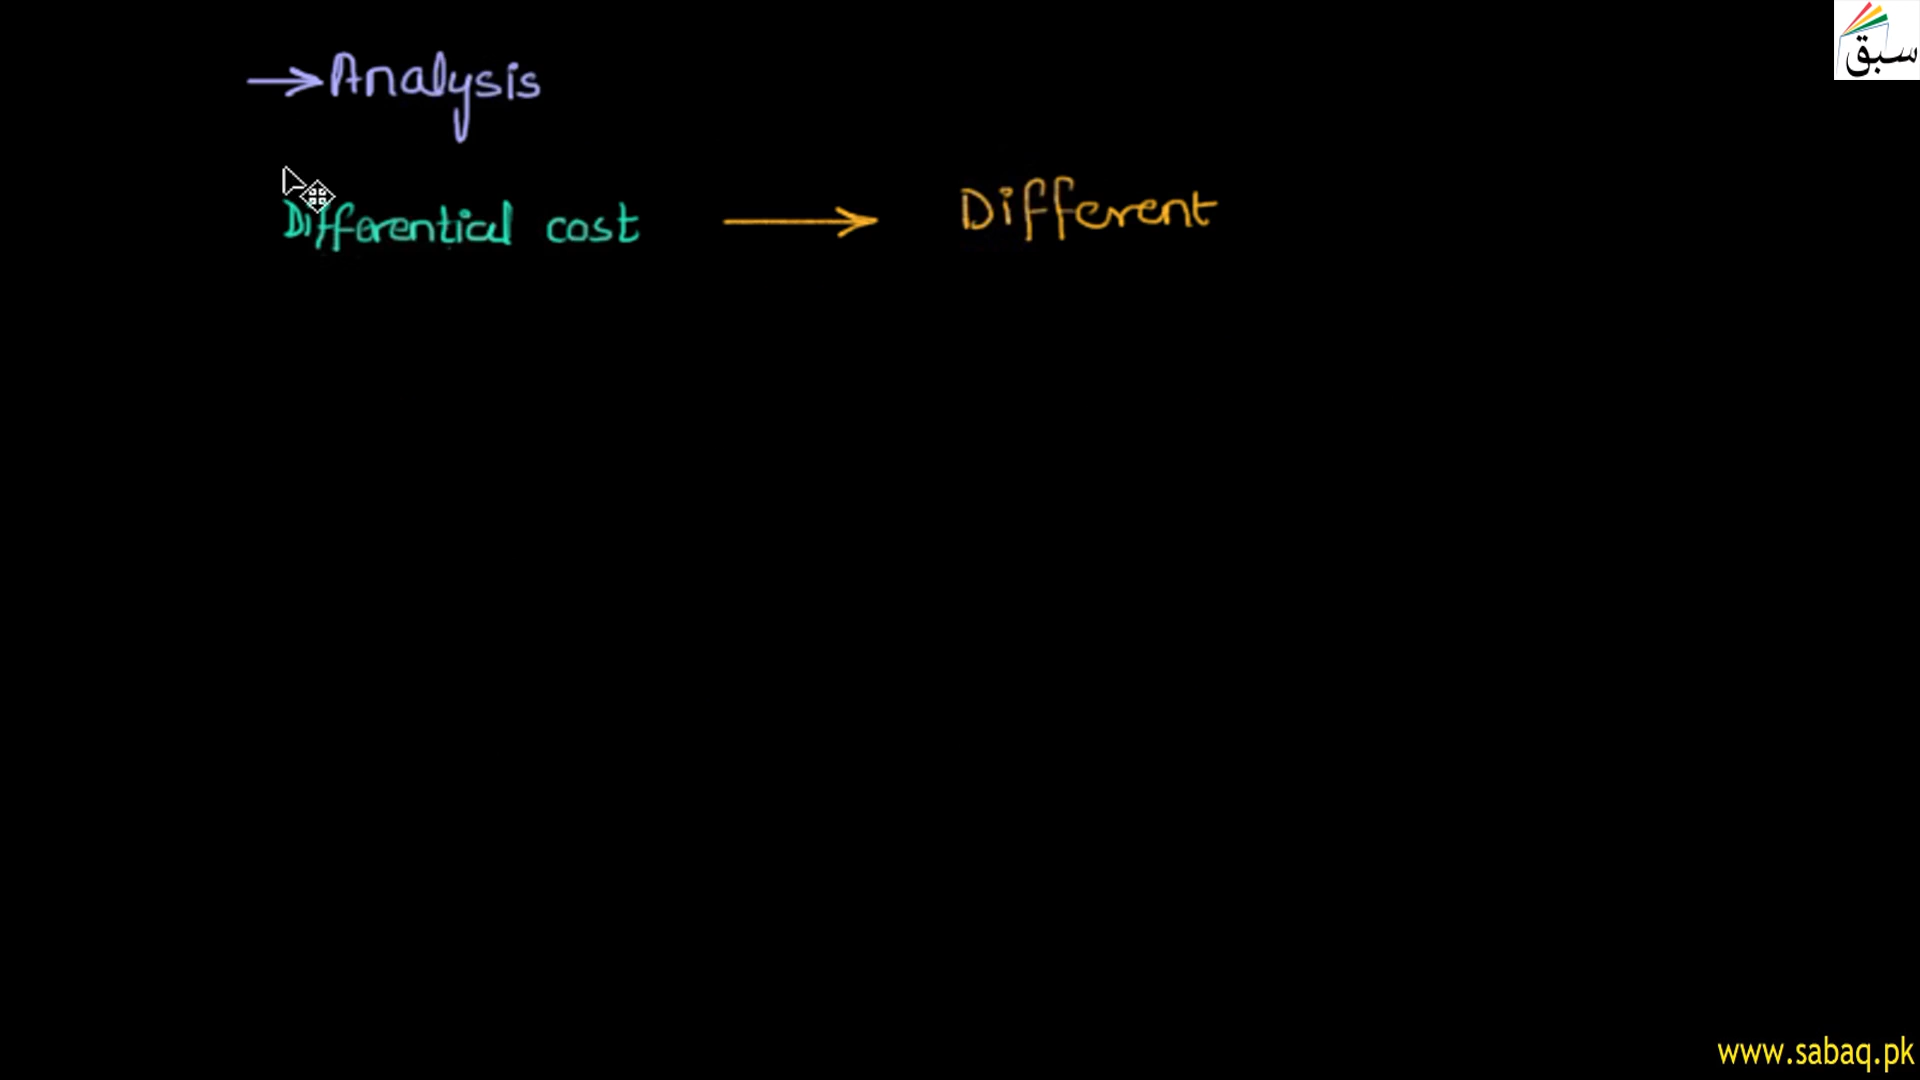 سبق
→ Analysis
Differential cost → Different
www.sabaq.pk